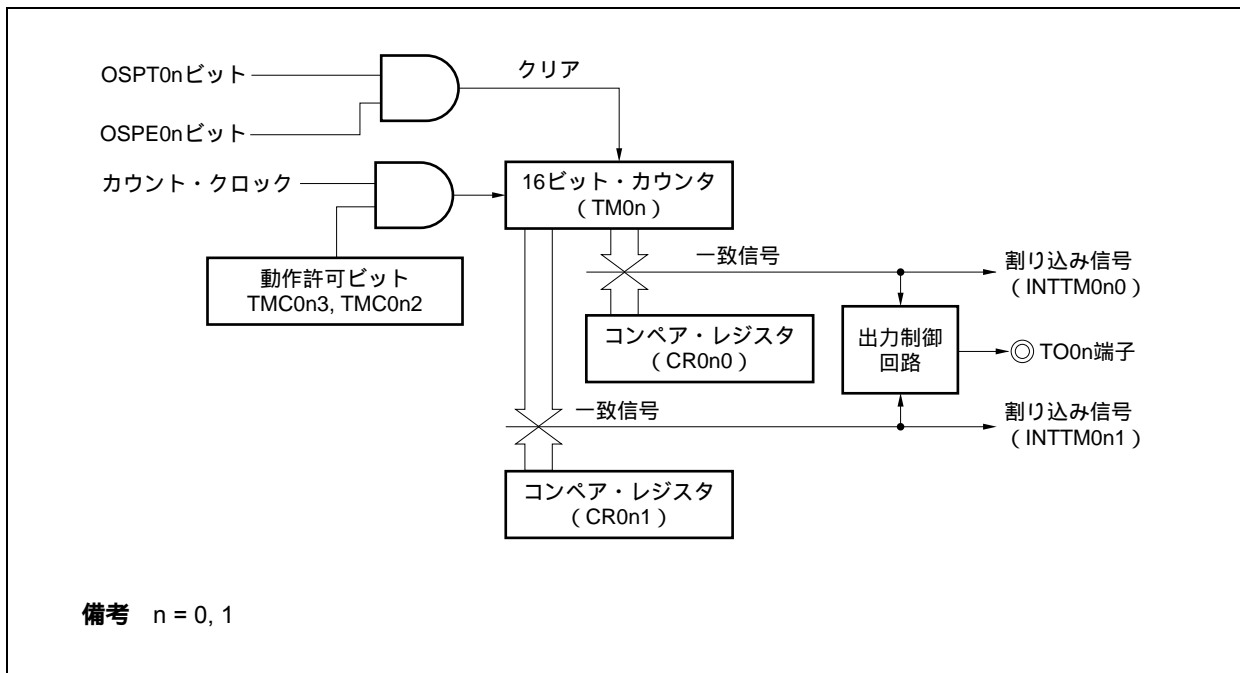 OSPT0nビット
クリア
OSPE0nビット
カウント・クロック
16ビット・カウンタ
(TM0n)
動作許可ビット
TMC0n3, TMC0n2
一致信号
割り込み信号
(INTTM0n0)
コンペア・レジスタ
(CR0n0)
出力制御
回路
TO0n端子
一致信号
割り込み信号
(INTTM0n1)
コンペア・レジスタ
(CR0n1)
備考 n = 0, 1